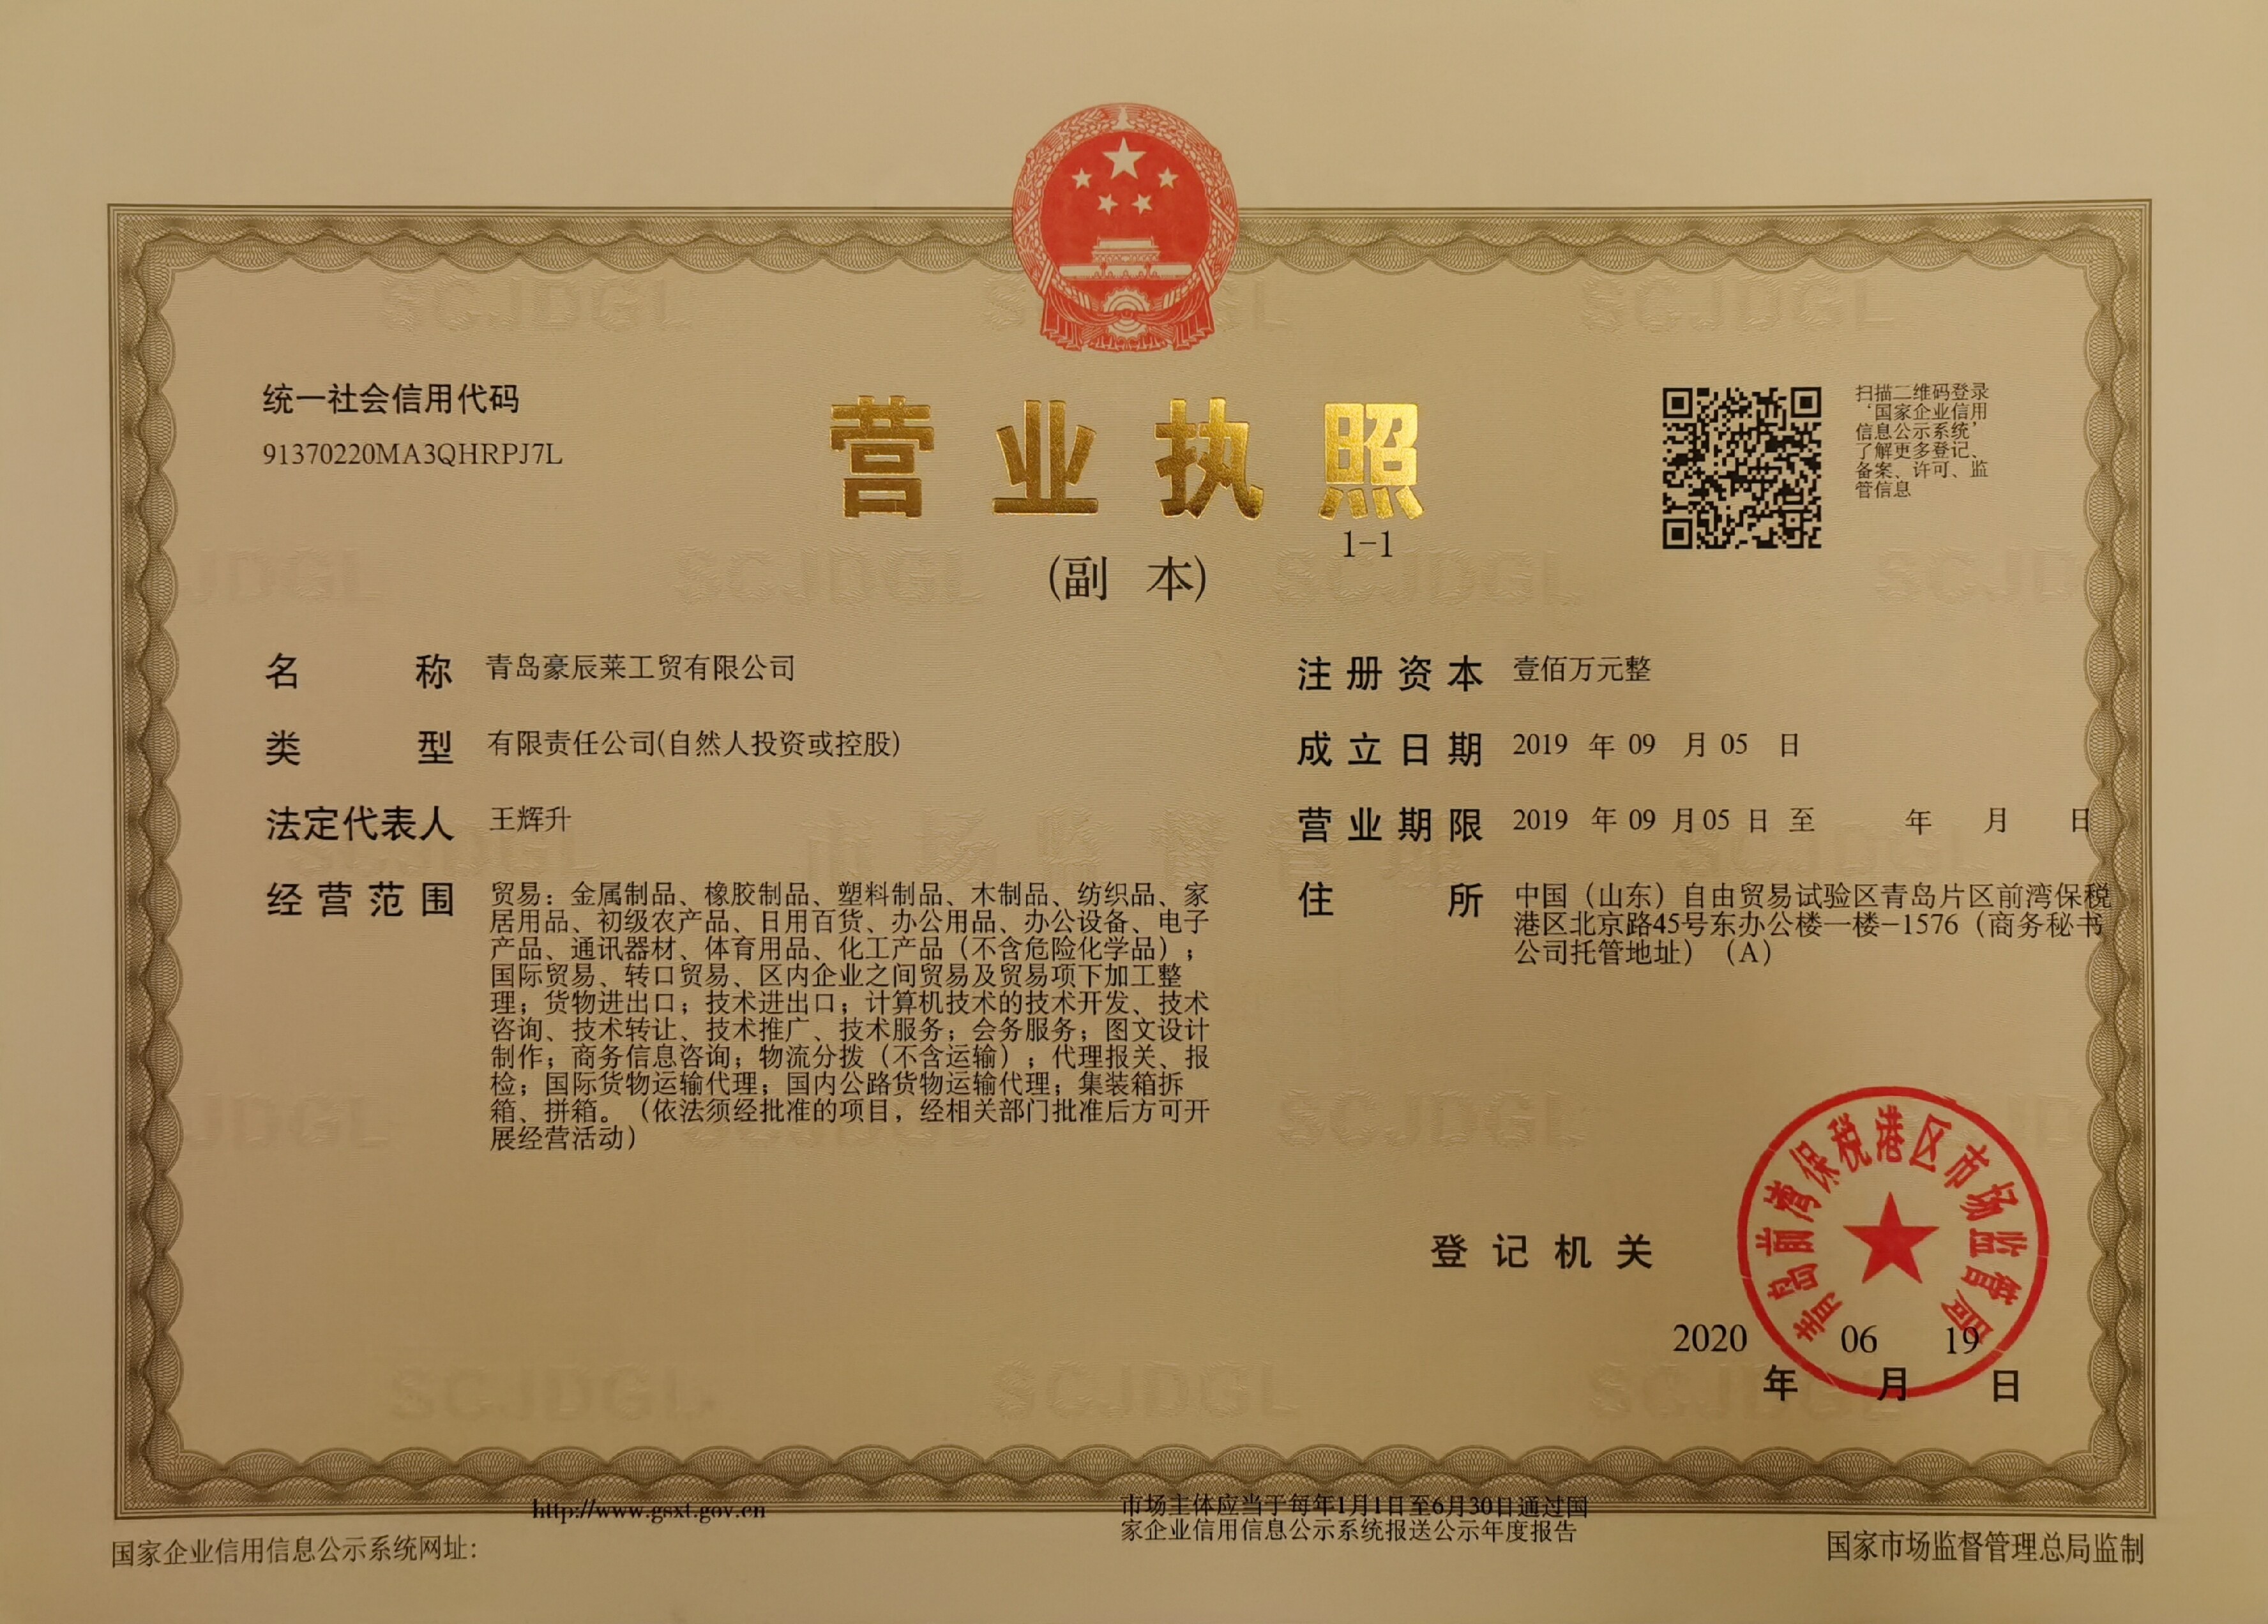 统一社会信用代码
91370220MA3QHRPJ7L
营业执照
1-1
(副 本)
扫描二维码登录
‘国家企业信用
信息公示系统’
了解更多登记、
备案、许可、监
管信息
名 称 青岛豪辰莱工贸有限公司
类 型 有限责任公司(自然人投资或控股)
法定代表人 王辉升
经营范围 贸易：金属制品、橡胶制品、塑料制品、木制品、纺织品、家
居用品、初级农产品、日用百货、办公用品、办公设备、电子
产品、通讯器材、体育用品、化工产品（不含危险化学品）；
国际贸易、转口贸易、区内企业之间贸易及贸易项下加工整
理；货物进出口；技术进出口；计算机技术的技术开发、技术
咨询、技术转让、技术推广、技术服务；会务服务；图文设计
制作；商务信息咨询；物流分拨（不含运输）；代理报关、报
检；国际货物运输代理；国内公路货物运输代理；集装箱拆
箱、拼箱。（依法须经批准的项目，经相关部门批准后方可开
展经营活动）
注册资本 壹佰万元整
成立日期 2019 年 09 月 05 日
营业期限 2019 年 09 月 05 日 至 年 月 日
住 所 中国（山东）自由贸易试验区青岛片区前湾保税
港区北京路45号东办公楼一楼-1576（商务秘书
公司托管地址）（A）
登记机关
青岛前湾保税港区市场监管局
2020 06 19
年 月 日
http://www.gsxt.gov.cn
国家企业信用信息公示系统网址：
市场主体应当于每年1月1日至6月30日通过国
家企业信用信息公示系统报送公示年度报告
国家市场监督管理总局监制
SCJDGL
市场监督管理